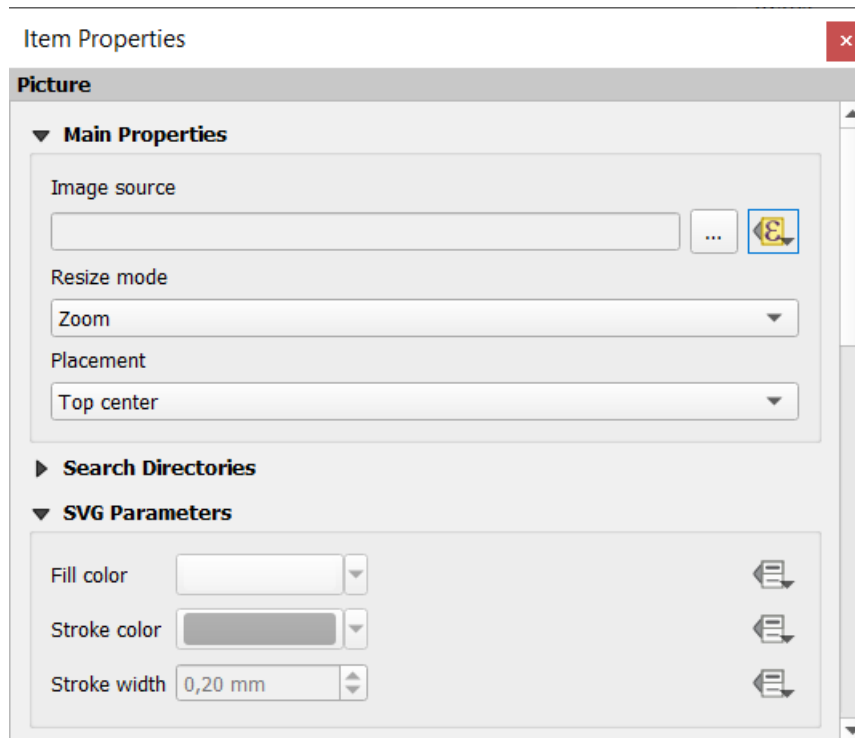 Item Properties
Picture
Main Properties
Image source
...
ε
Resize mode
Zoom
Placement
Top center
Search Directories
SVG Parameters
Fill color
Stroke color
Stroke width 0,20 mm